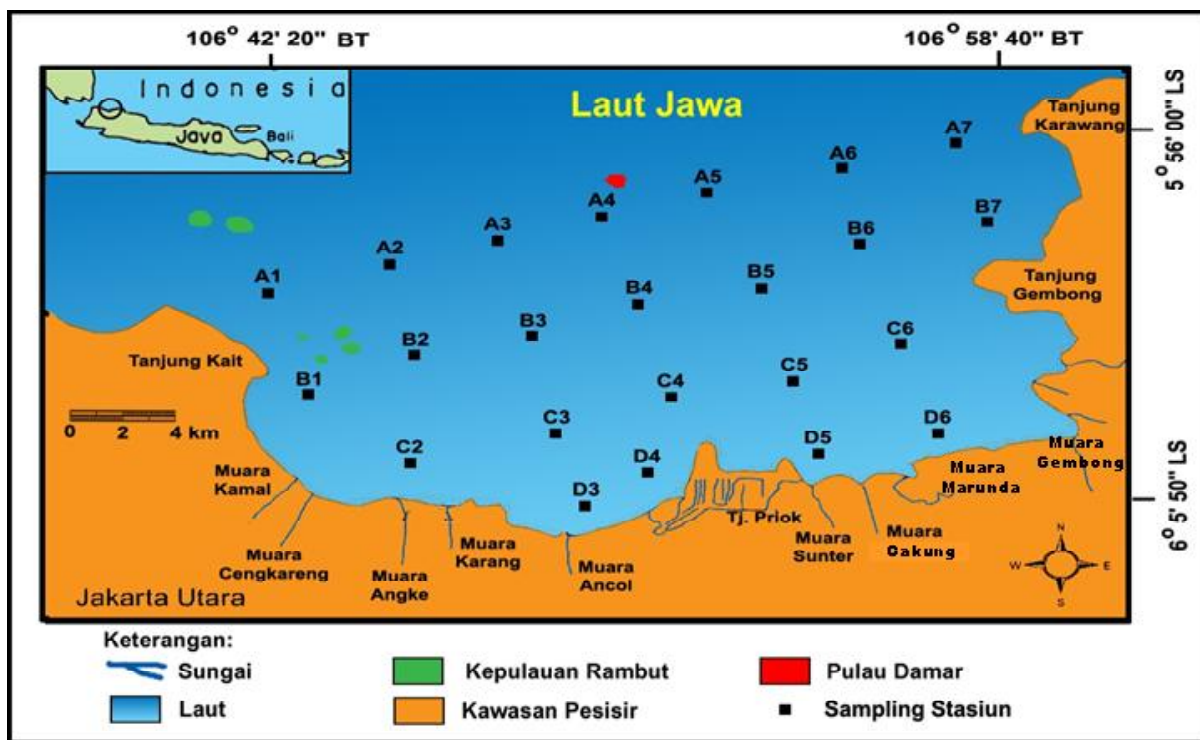 106° 42' 20" BT
106° 58' 40" BT
Indonesia
Java
Bali
Laut Jawa
Tanjung
Karawang
5° 56' 00" LS
A7
A6
A5
A4
A3
A2
A1
B7
B6
B5
B4
B3
B2
B1
Tanjung
Gembong
Tanjung Kait
C6
C5
C4
C3
C2
D6
D5
D4
D3
0 2 4 km
Muara
Kamal
Muara
Cengkareng
Muara
Angke
Muara
Karang
Muara
Ancol
Tj. Priok
Muara
Sunter
Muara
Cakung
Muara
Marunda
Muara
Gembong
6° 5' 50" LS
N
W E
S
Jakarta Utara
Keterangan:
Sungai
Kepulauan Rambut
Pulau Damar
Laut
Kawasan Pesisir
Sampling Stasiun